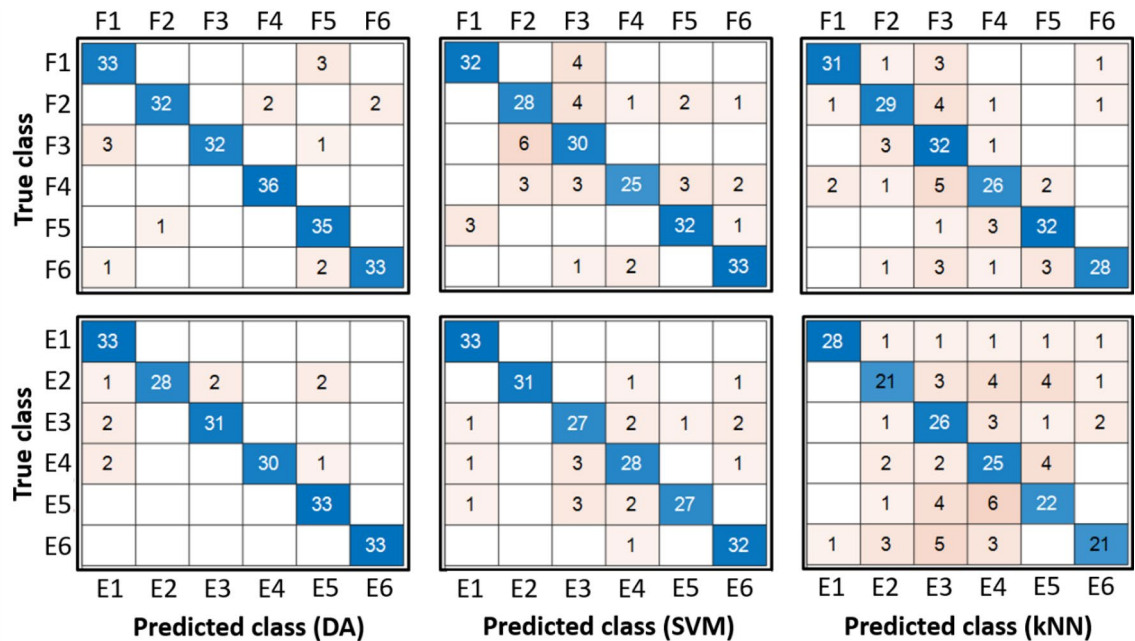 F1 F2 F3 F4 F5 F6 F1 F2 F3 F4 F5 F6 F1 F2 F3 F4 F5 F6
True class
F1 33 3 32 4 31 1 3 1
F2 32 2 2 28 4 1 2 1 1 29 4 1 1
F3 3 32 1 6 30 3 32 1
F4 36 3 3 25 3 2 2 1 5 26 2
F5 1 35 3 32 1 1 3 32
F6 1 2 33 1 2 33 1 3 1 3 28
True class
E1 33 33 28 1 1 1 1 1
E2 1 28 2 2 31 1 1 21 3 4 4 1
E3 2 31 1 27 2 1 2 1 26 3 1 2
E4 2 30 1 3 28 1 2 2 25 4
E5 33 1 3 2 27 1 4 6 22
E6 33 1 32 1 3 5 3 21
E1 E2 E3 E4 E5 E6 E1 E2 E3 E4 E5 E6 E1 E2 E3 E4 E5 E6
Predicted class (DA) Predicted class (SVM) Predicted class (kNN)